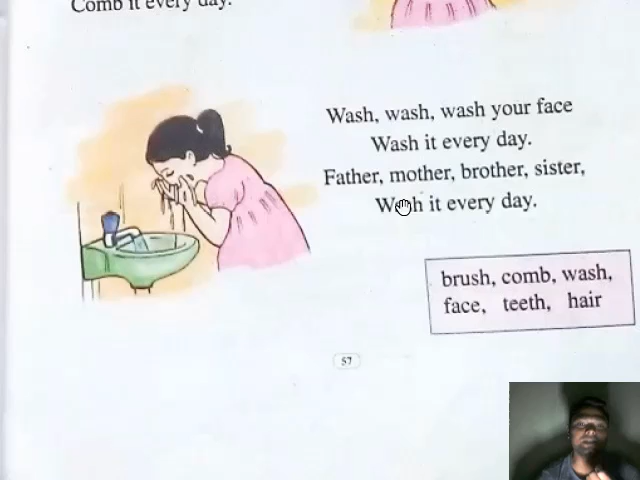 Comb it every day.
Wash, wash, wash your face
Wash it every day.
Father, mother, brother, sister,
Wash it every day.
brush, comb, wash,
face, teeth, hair
57